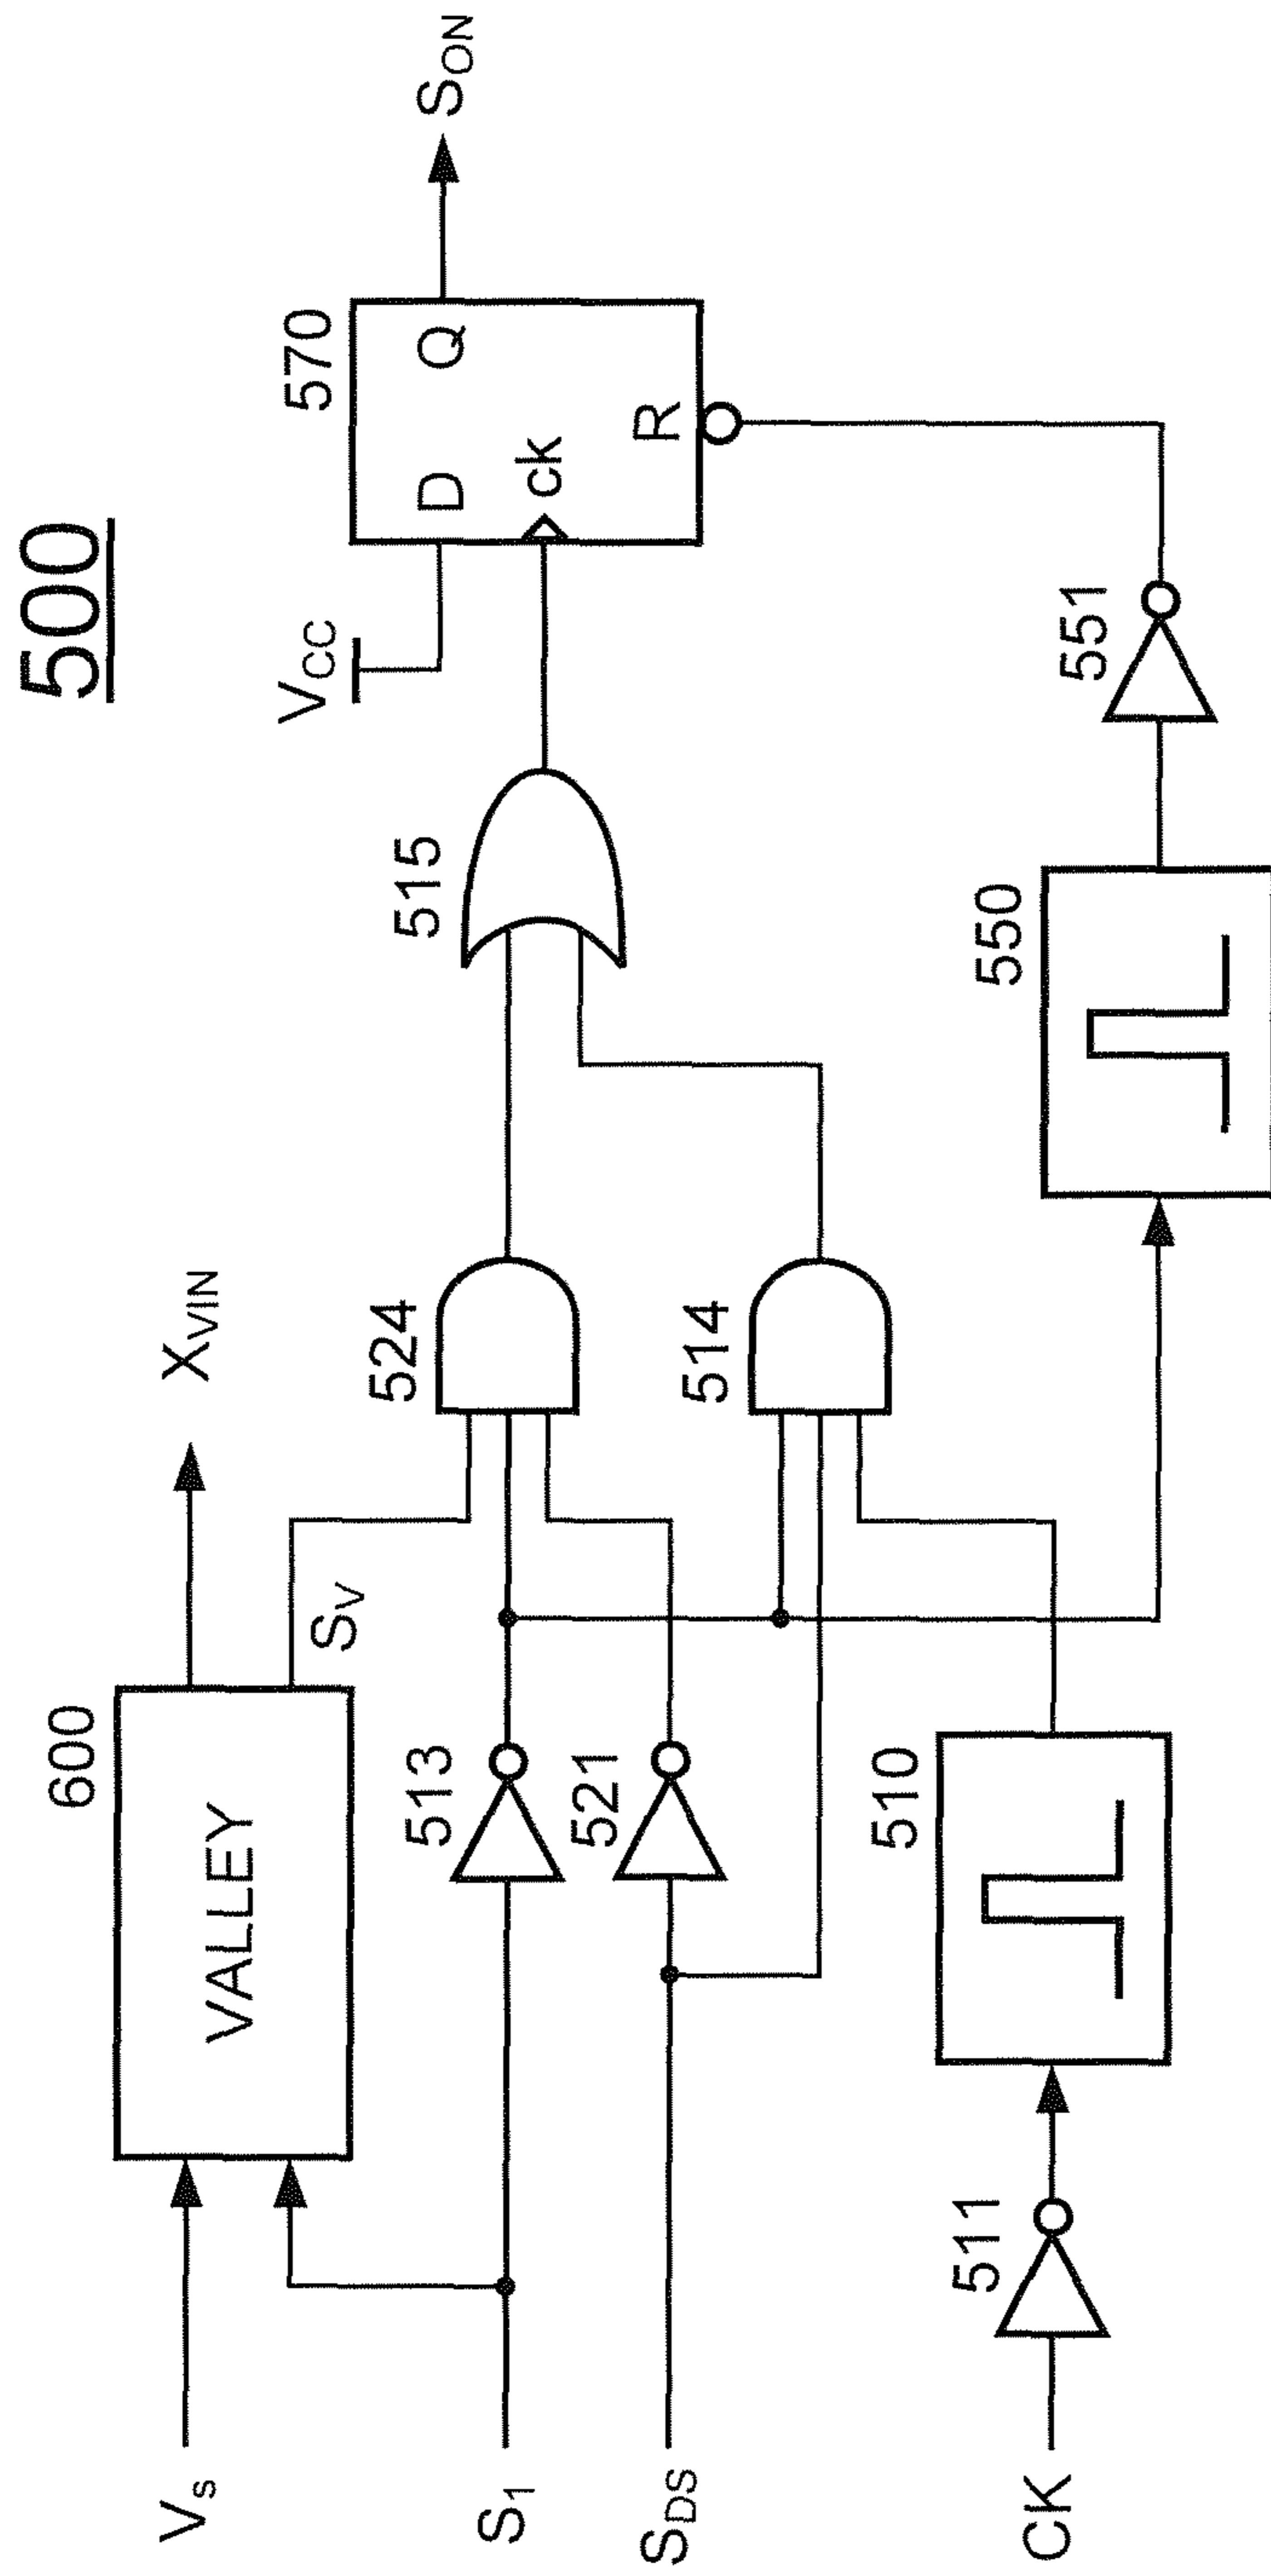 500
600
VALLEY
X_VIN
S_V
V_S
S_1
S_DS
CK
513
521
511
510
524
514
515
V_CC
570
D
Q
ck
R
S_ON
550
551